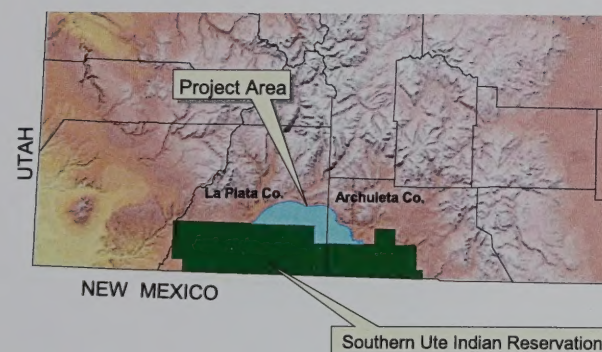 Project Area
UTAH
La Plata Co.
Archuleta Co.
NEW MEXICO
Southern Ute Indian Reservation